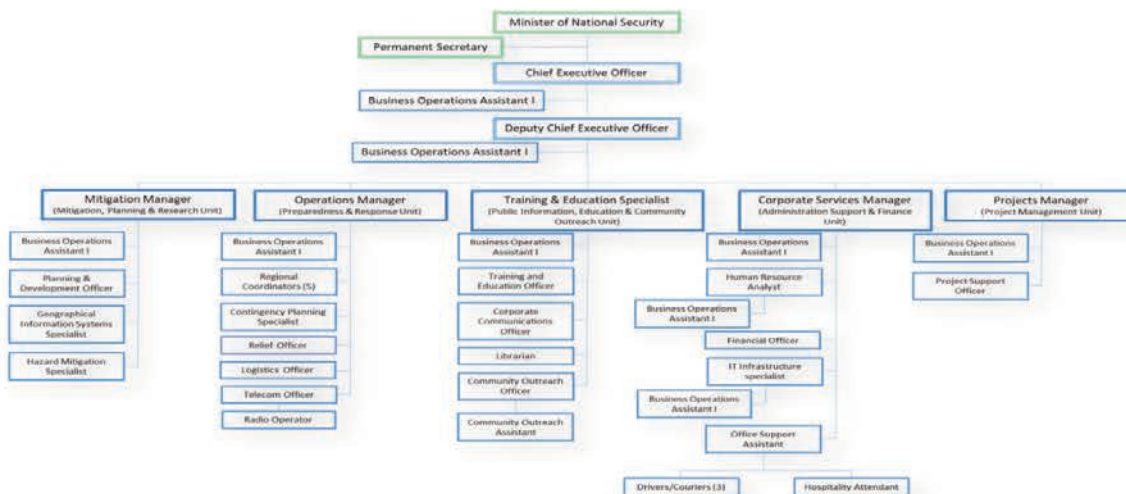 Minister of National Security
Permanent Secretary
Chief Executive Officer
Business Operations Assistant I
Deputy Chief Executive Officer
Business Operations Assistant I
Mitigation Manager
(Mitigation, Planning & Research Unit)
Business Operations
Assistant I
Planning &
Development Officer
Geographical
Information Systems
Specialist
Hazard Mitigation
Specialist
Operations Manager
(Preparedness & Response Unit)
Business Operations
Assistant I
Regional
Coordinators (5)
Contingency Planning
Specialist
Relief Officer
Logistics Officer
Telecom Officer
Radio Operator
Training & Education Specialist
(Public Information, Education & Community
Outreach Unit)
Business Operations
Assistant I
Training and
Education Officer
Corporate
Communications
Officer
Librarian
Community Outreach
Officer
Community Outreach
Assistant
Corporate Services Manager
(Administration Support & Finance
Unit)
Business Operations
Assistant I
Human Resource
Analyst
Business Operations
Assistant I
Financial Officer
IT Infrastructure
specialist
Business Operations
Assistant I
Office Support
Assistant
Drivers/Couriers (3)
Hospitality Attendant
Projects Manager
(Project Management Unit)
Business Operations
Assistant I
Project Support
Officer